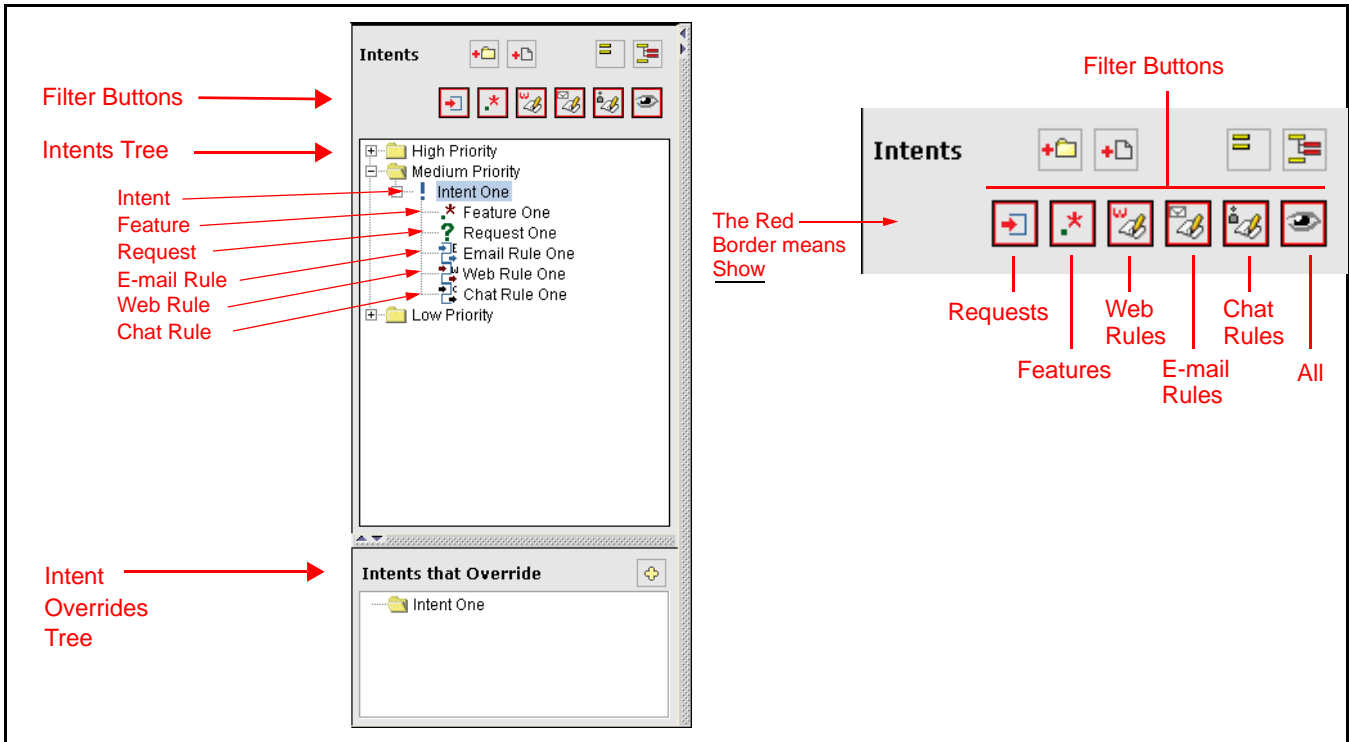 Intents
Filter Buttons
Intents Tree
High Priority
Medium Priority
Intent
Intent One
Feature
Feature One
Request
Request One
E-mail Rule
Email Rule One
Web Rule
Web Rule One
Chat Rule
Chat Rule One
Low Priority
Intent
Overrides
Tree
Intents that Override
Intent One
Filter Buttons
Intents
The Red
Border means
Show
Requests
Features
Web
Rules
E-mail
Rules
Chat
Rules
All